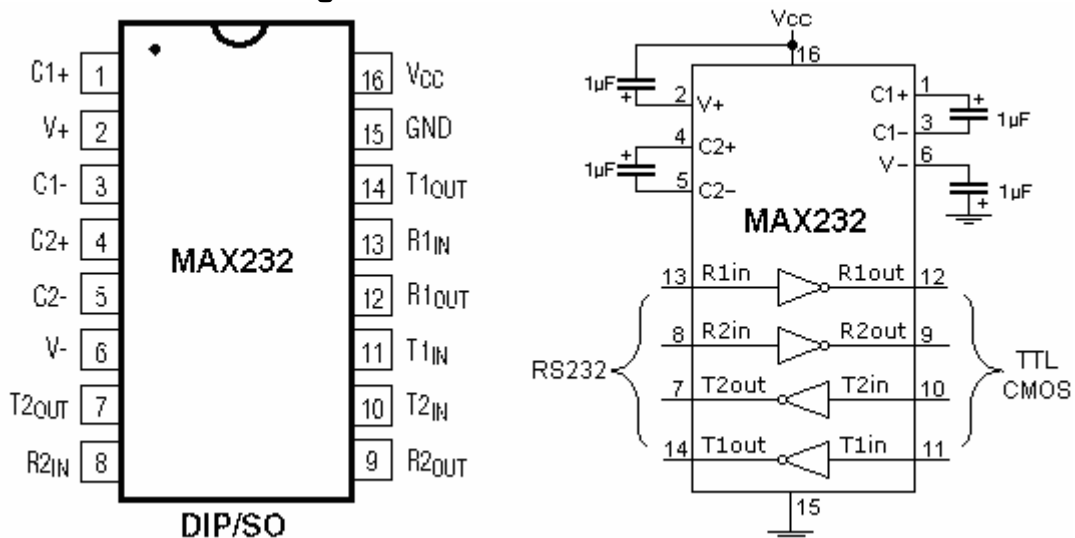 C1+ 1
V+ 2
C1- 3
C2+ 4
C2- 5
V- 6
T2OUT 7
R2IN 8
16 VCC
15 GND
14 T1OUT
13 R1IN
12 R1OUT
11 T1IN
10 T2IN
9 R2OUT
MAX232
DIP/SO
Vcc
16
1µF
+
2 V+
4 C2+
1µF
+
5 C2−
C1+ 1
+
C1− 3
1µF
V− 6
1µF
+
MAX232
13 R1in R1out 12
8 R2in R2out 9
7 T2out T2in 10
14 T1out T1in 11
RS232
TTL
CMOS
15